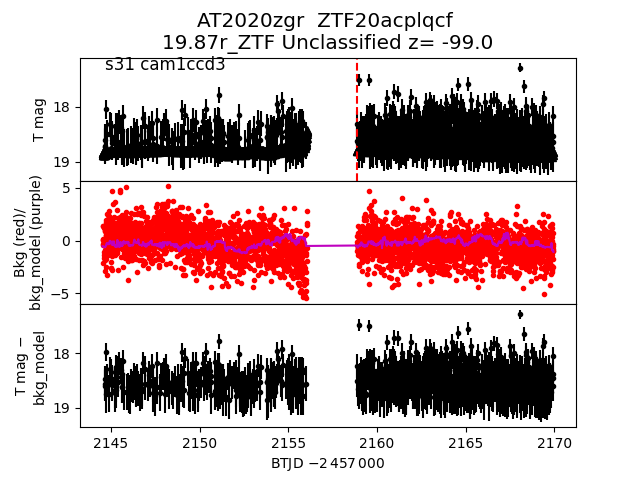 AT2020zgr ZTF20acplqcf
19.87r_ZTF Unclassified z= -99.0
s31 cam1ccd3
T mag
18
19
Bkg (red)/
bkg_model (purple)
5
0
−5
T mag −
bkg_model
18
19
2145 2150 2155 2160 2165 2170
BTJD −2 457 000